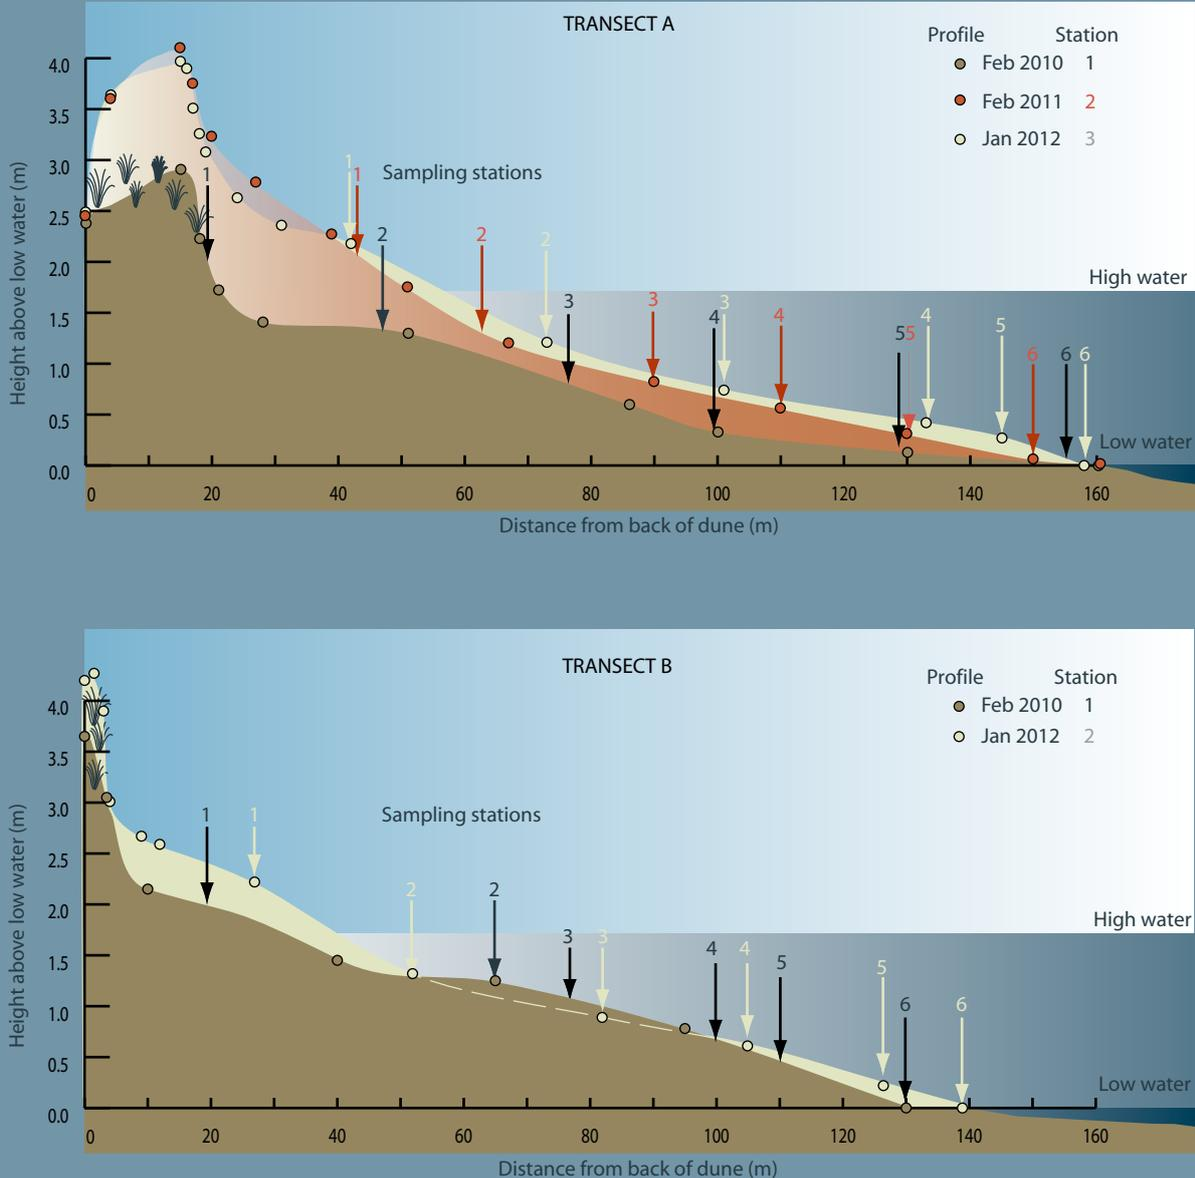 TRANSECT A
Profile Station
Feb 2010 1
Feb 2011 2
Jan 2012 3
Height above low water (m)
4.0
3.5
3.0
2.5
2.0
1.5
1.0
0.5
0.0
Sampling stations
1
1
1
2
2
2
3
3
3
4
4
4
5
5
5
6
6
6
High water
Low water
0 20 40 60 80 100 120 140 160
Distance from back of dune (m)
TRANSECT B
Profile Station
Feb 2010 1
Jan 2012 2
Height above low water (m)
4.0
3.5
3.0
2.5
2.0
1.5
1.0
0.5
0.0
Sampling stations
1
1
2
2
3
3
4
4
5
5
6
6
High water
Low water
0 20 40 60 80 100 120 140 160
Distance from back of dune (m)